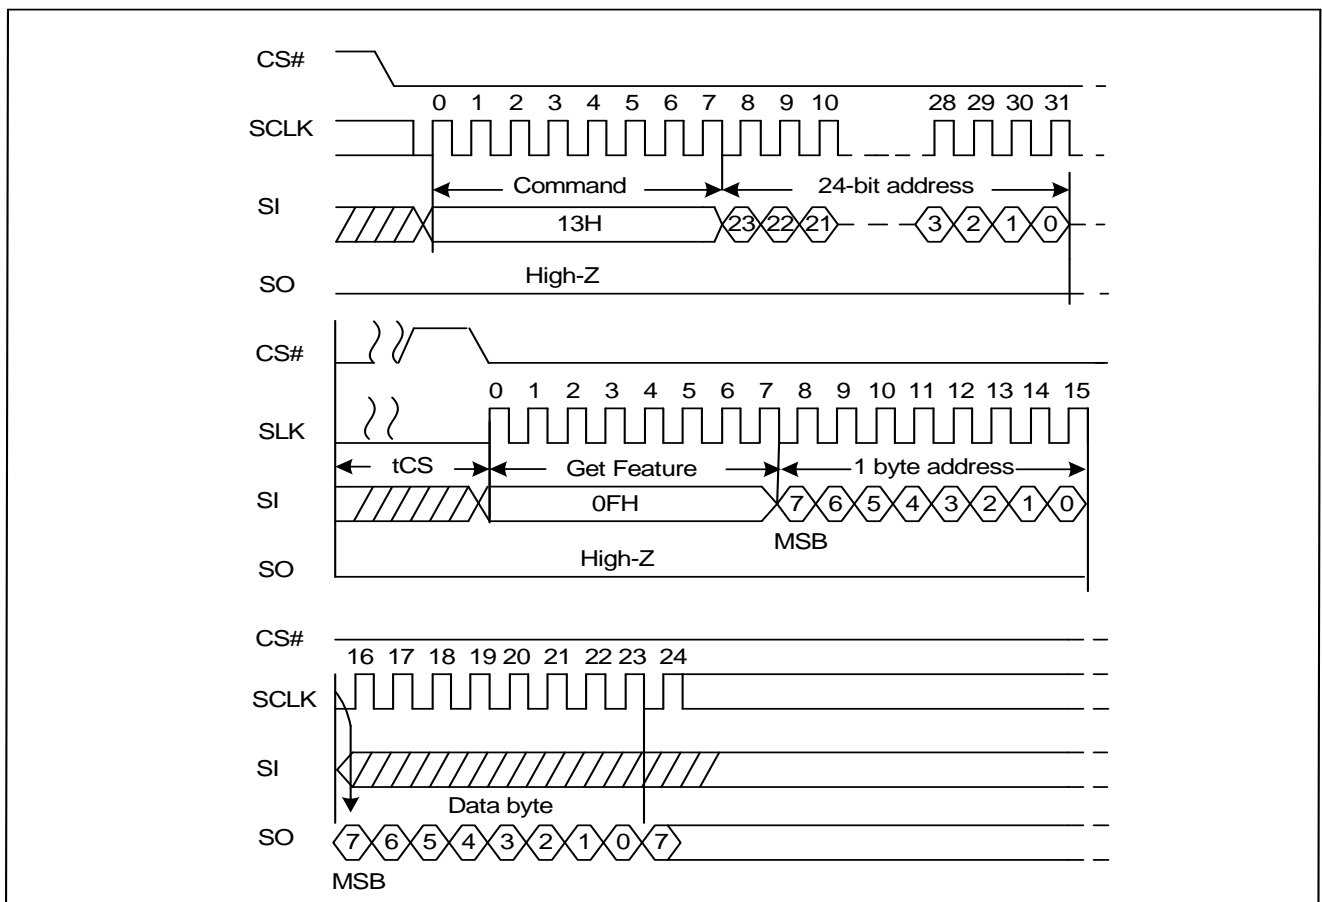 CS#
0 1 2 3 4 5 6 7 8 9 10 28 29 30 31
SCLK
Command 24-bit address
SI
13H 23 22 21 3 2 1 0
High-Z
SO
CS#
0 1 2 3 4 5 6 7 8 9 10 11 12 13 14 15
SLK
tCS Get Feature 1 byte address
SI
0FH 7 6 5 4 3 2 1 0
MSB
High-Z
SO
CS#
16 17 18 19 20 21 22 23 24
SCLK
SI
Data byte
SO 7 6 5 4 3 2 1 0 7
MSB